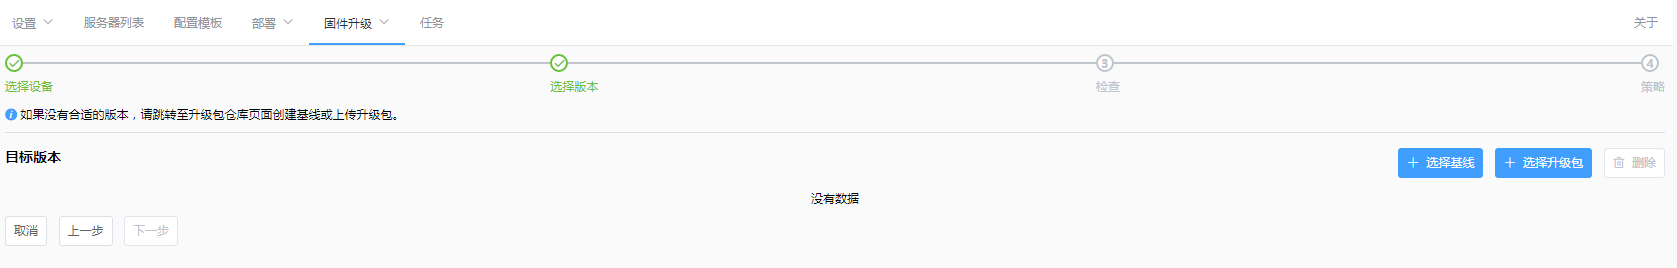 设置 服务器列表 配置模板 部署 固件升级 任务 关于
3 4
选择设备 选择版本 检查 策略
如果没有合适的版本，请跳转至升级包仓库页面创建基线或上传升级包。
目标版本 选择基线 选择升级包 删除
没有数据
取消 上一步 下一步